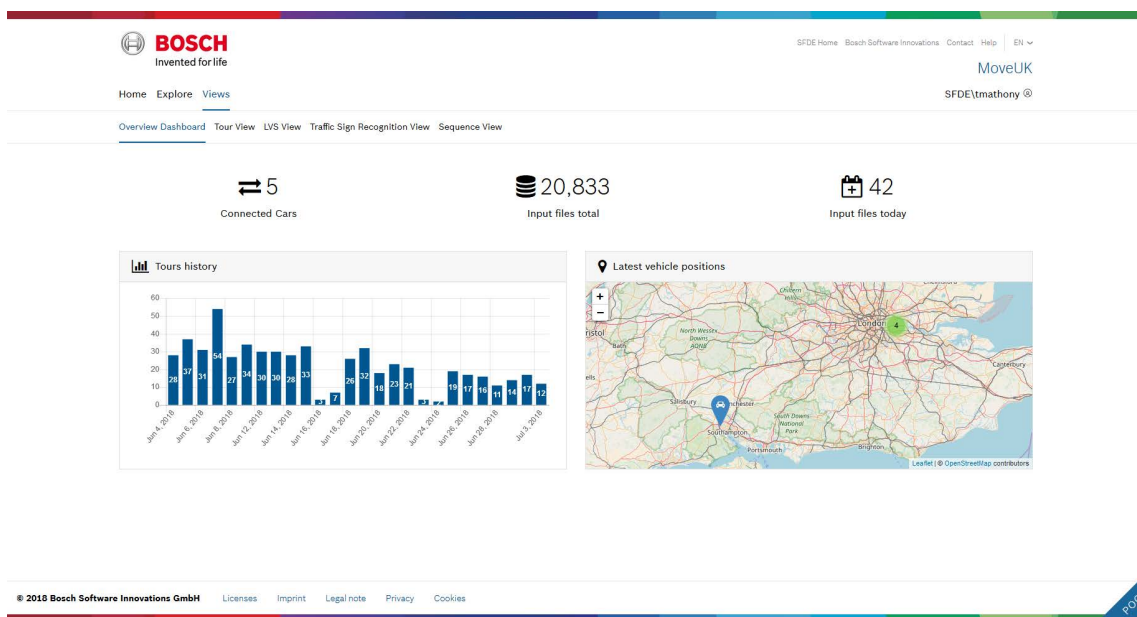 BOSCH
Invented for life
SFDE Home Bosch Software Innovations Contact Help EN
MoveUK
Home Explore Views
SFDE\tmathony
Overview Dashboard Tour View LVS View Traffic Sign Recognition View Sequence View
5
Connected Cars
20,833
Input files total
42
Input files today
Tours history
60
50
40
30
20
10
0
28 37 31 54 27 34 30 30 28 33 7 26 32 18 23 21 19 17 16 11 14 17 12
Jun 4, 2018 Jun 6, 2018 Jun 8, 2018 Jun 12, 2018 Jun 14, 2018 Jun 16, 2018 Jun 18, 2018 Jun 20, 2018 Jun 22, 2018 Jun 24, 2018 Jun 26, 2018 Jun 28, 2018 Jul 3, 2018
Latest vehicle positions
+
−
Chiltern
Hills
London
4
North Wessex
Downs
AONB
Bath
Canterbury
Salisbury
Southampton
South Downs
National
Park
Portsmouth
Brighton
Leaflet | © OpenStreetMap contributors
© 2018 Bosch Software Innovations GmbH Licenses Imprint Legal note Privacy Cookies